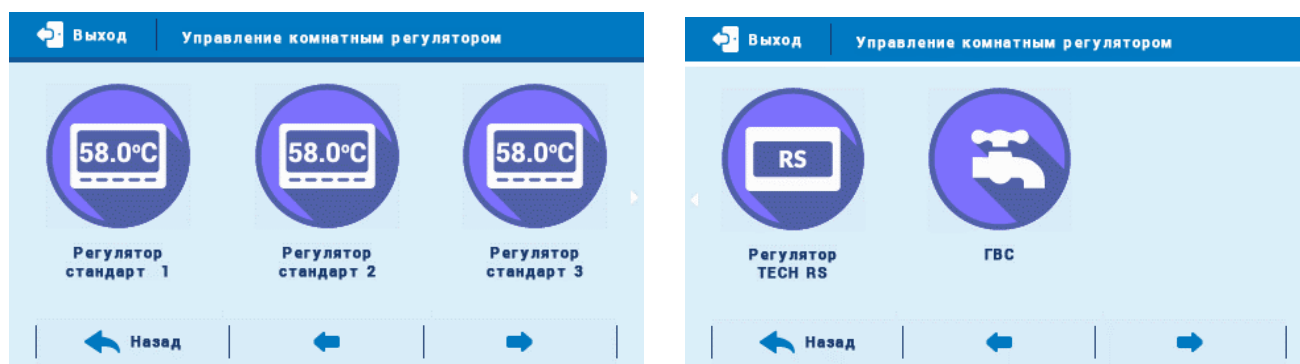 Выход
Управление комнатным регулятором
58.0°C
58.0°C
58.0°C
Регулятор
стандарт 1
Регулятор
стандарт 2
Регулятор
стандарт 3
Назад
Выход
Управление комнатным регулятором
RS
Регулятор
TECH RS
ГВС
Назад